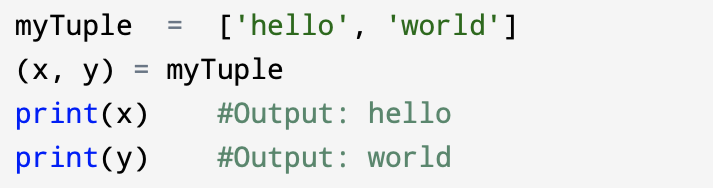 myTuple  =  ['hello', 'world']
(x, y) = myTuple
print(x)    #Output: hello
print(y)    #Output: world